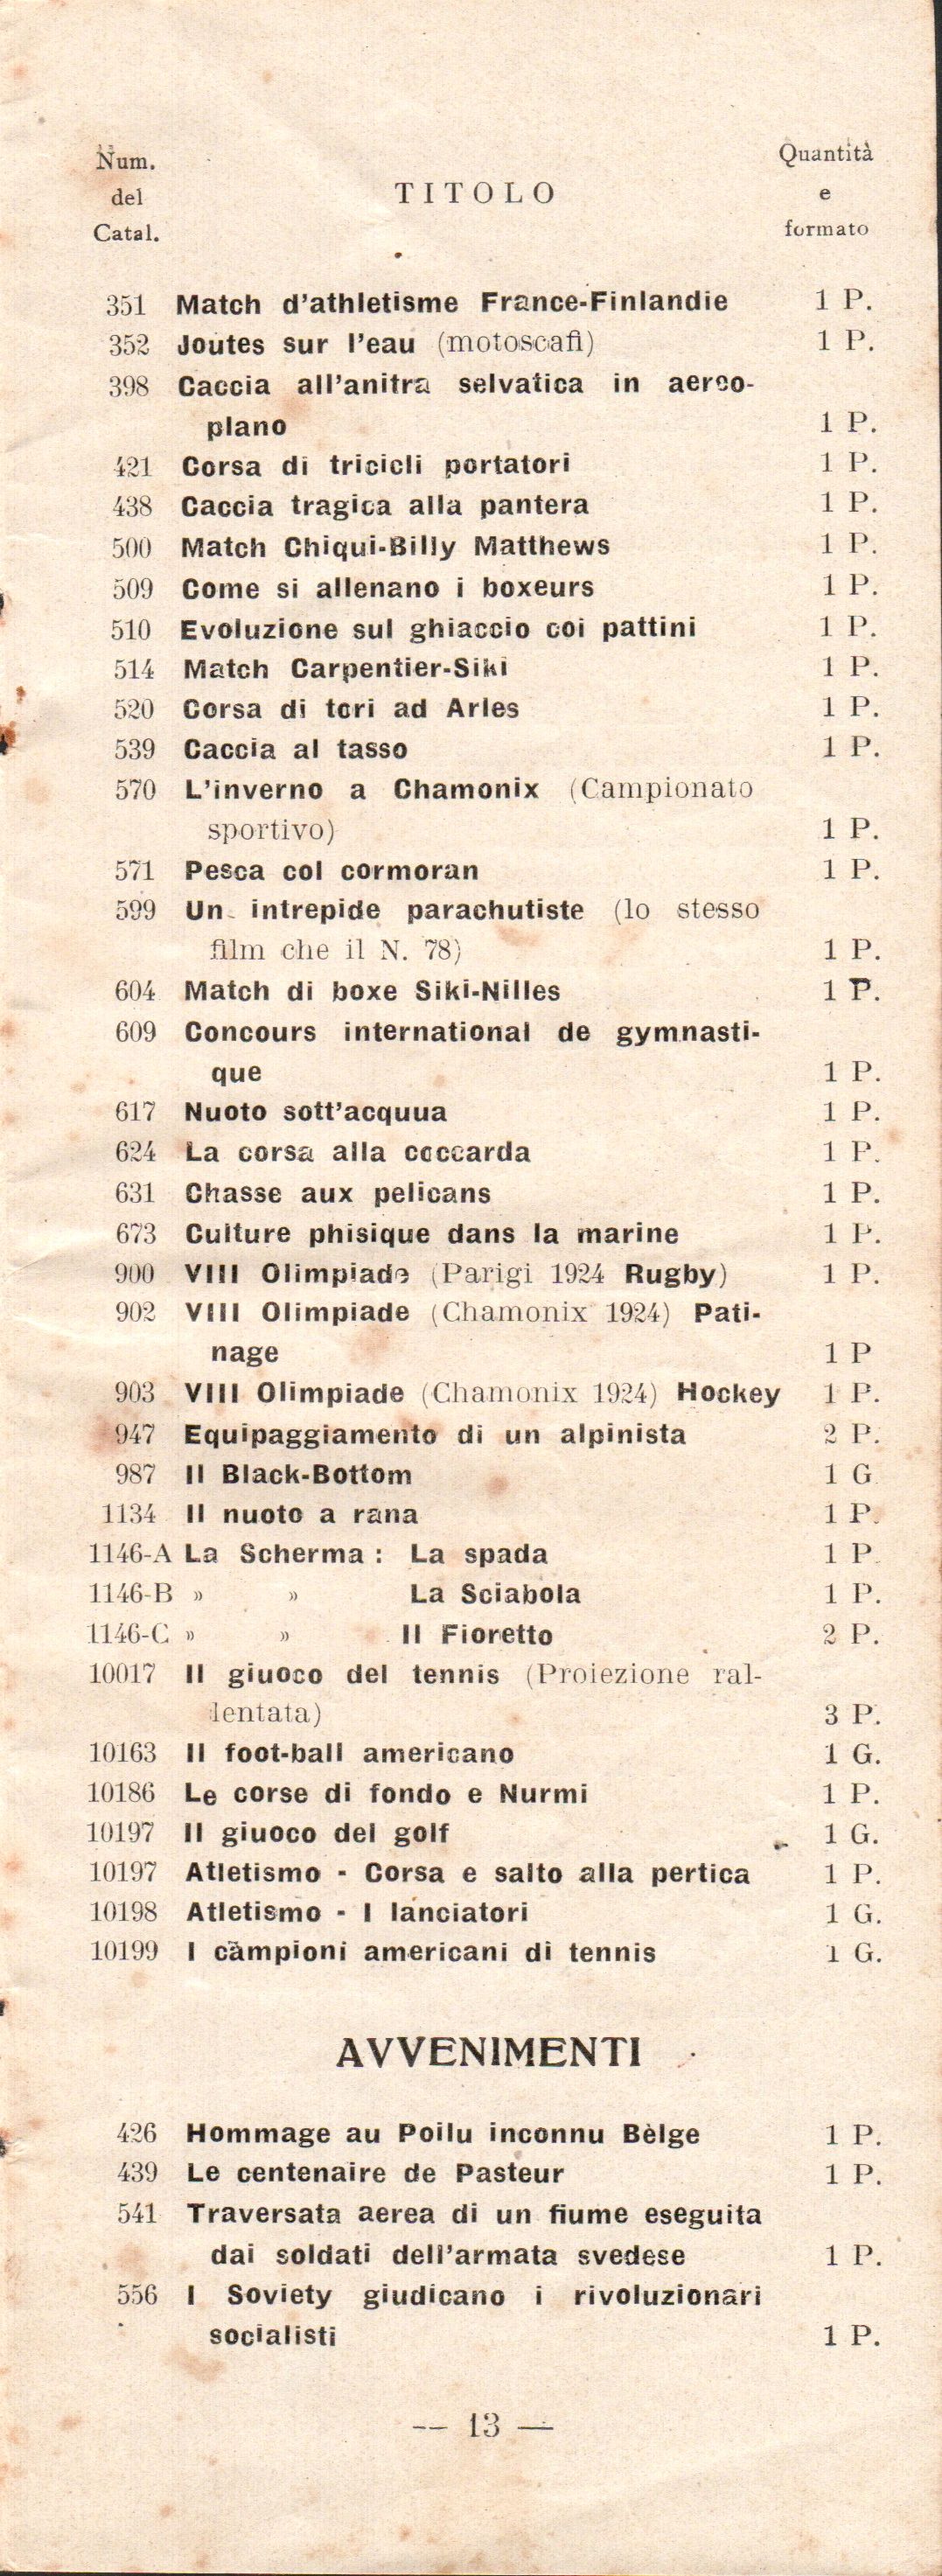 Num. del Catal. TITOLO Quantità e formato
351 Match d'athletisme France-Finlandie 1 P.
352 Joutes sur l'eau (motoscafi) 1 P.
398 Caccia all'anitra selvatica in aereo-
plano 1 P.
421 Corsa di tricicli portatori 1 P.
438 Caccia tragica alla pantera 1 P.
500 Match Chiqui-Billy Matthews 1 P.
509 Come si allenano i boxeurs 1 P.
510 Evoluzione sul ghiaccio coi pattini 1 P.
514 Match Carpentier-Siki 1 P.
520 Corsa di tori ad Arles 1 P.
539 Caccia al tasso 1 P.
570 L'inverno a Chamonix (Campionato
sportivo) 1 P.
571 Pesca col cormoran 1 P.
599 Un intrepide parachutiste (lo stesso
film che il N. 78) 1 P.
604 Match di boxe Siki-Nilles 1 P.
609 Concours international de gymnasti-
que 1 P.
617 Nuoto sott'acquua 1 P.
624 La corsa alla coccarda 1 P.
631 Chasse aux pelicans 1 P.
673 Culture phisique dans la marine 1 P.
900 VIII Olimpiade (Parigi 1924 Rugby) 1 P.
902 VIII Olimpiade (Chamonix 1924) Pati-
nage 1 P
903 VIII Olimpiade (Chamonix 1924) Hockey 1 P.
947 Equipaggiamento di un alpinista 2 P.
987 Il Black-Bottom 1 G
1134 Il nuoto a rana 1 P.
1146-A La Scherma : La spada 1 P.
1146-B » » La Sciabola 1 P.
1146-C » » Il Fioretto 2 P.
10017 Il giuoco del tennis (Proiezione ral-
lentata) 3 P.
10163 Il foot-ball americano 1 G.
10186 Le corse di fondo e Nurmi 1 P.
10197 Il giuoco del golf 1 G.
10197 Atletismo - Corsa e salto alla pertica 1 P.
10198 Atletismo - I lanciatori 1 G.
10199 I campioni americani di tennis 1 G.
AVVENIMENTI
426 Hommage au Poilu inconnu Bèlge 1 P.
439 Le centenaire de Pasteur 1 P.
541 Traversata aerea di un fiume eseguita
dai soldati dell'armata svedese 1 P.
556 I Soviety giudicano i rivoluzionari
socialisti 1 P.
— 13 —